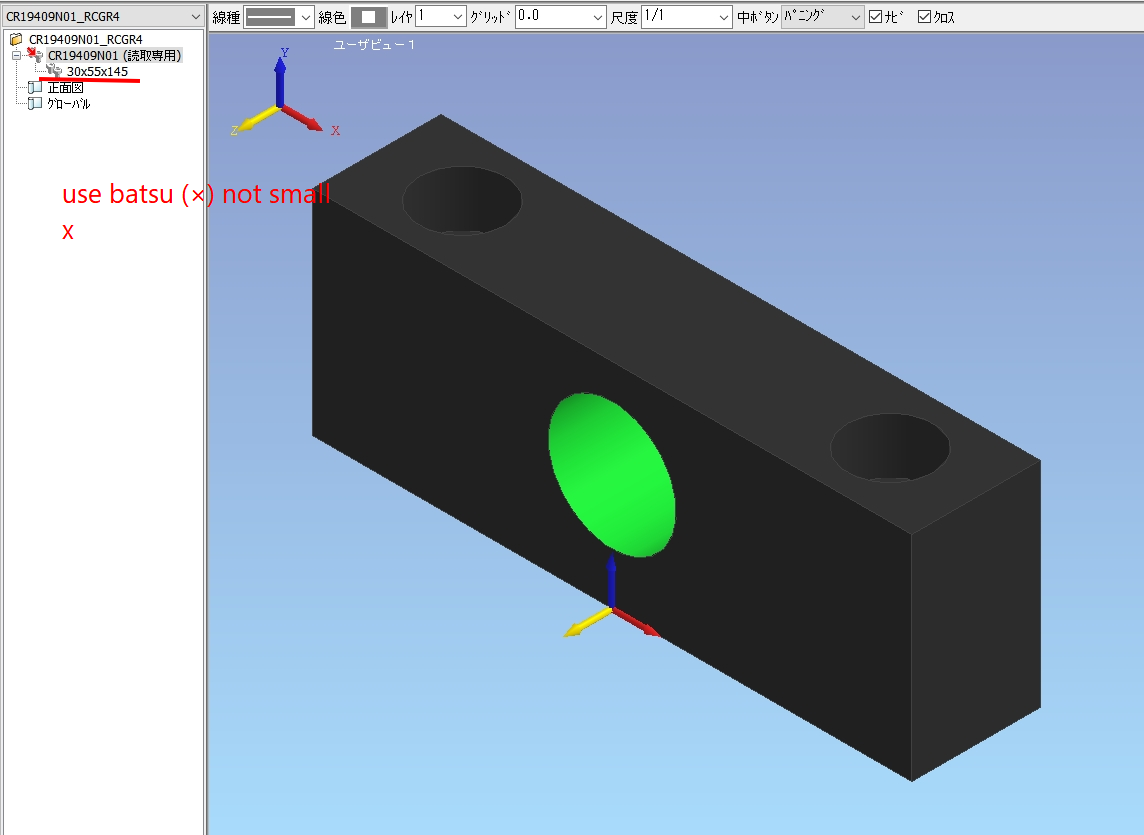 CR19409N01_RCGR4
線種
線色
ﾚｲﾔ 1
ｸﾞﾘｯﾄﾞ 0.0
尺度 1/1
中ﾎﾞﾀﾝ ﾊﾟﾆﾝｸﾞ
ﾅﾋﾞ
ｸﾛｽ
CR19409N01_RCGR4
CR19409N01 (読取専用)
30x55x145
正面図
ｸﾞﾛｰﾊﾞﾙ
ユーザビュー１
Y
Z
X
use batsu (×) not small
x